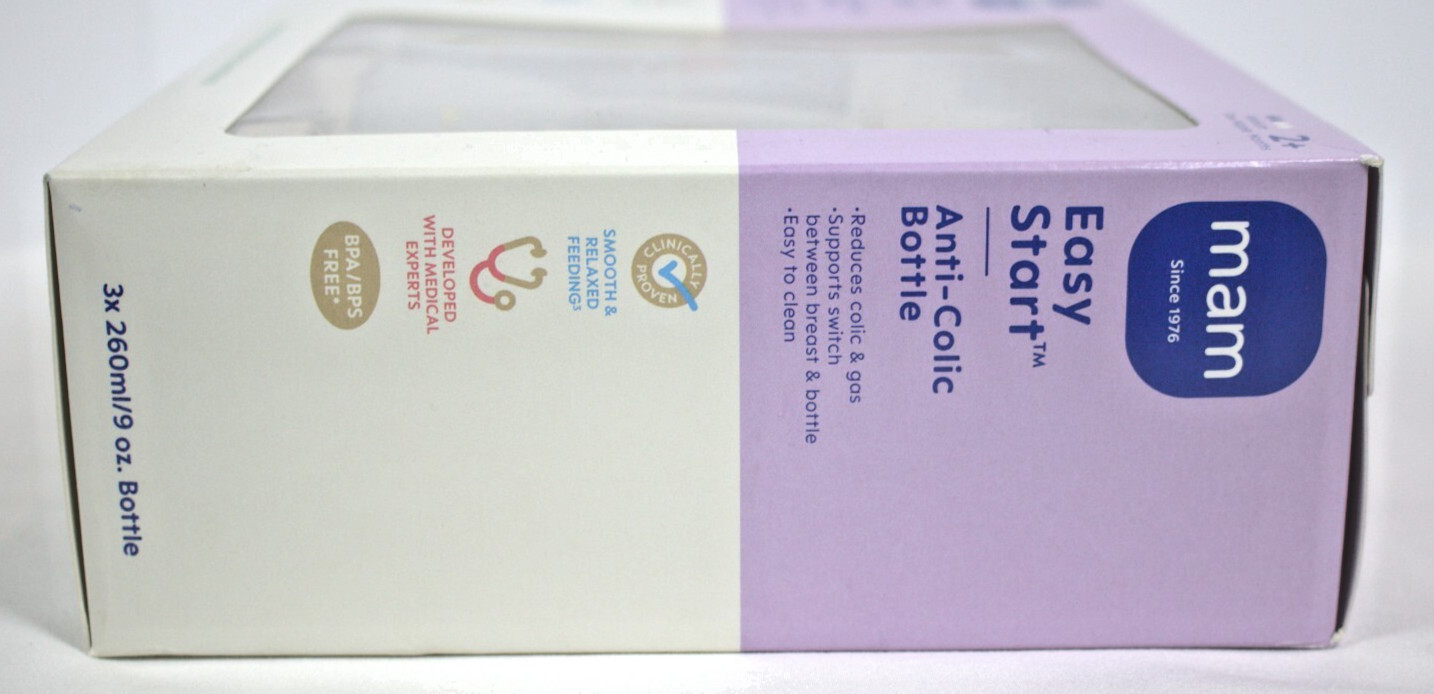 mam
Since 1976
Easy
Start™
Anti-Colic
Bottle
·Reduces colic & gas
·Supports switch
between breast & bottle
·Easy to clean
CLINICALLY
PROVEN
SMOOTH &
RELAXED
FEEDING³
DEVELOPED
WITH MEDICAL
EXPERTS
BPA/BPS
FREE*
3x 260ml/9 oz. Bottle
2+